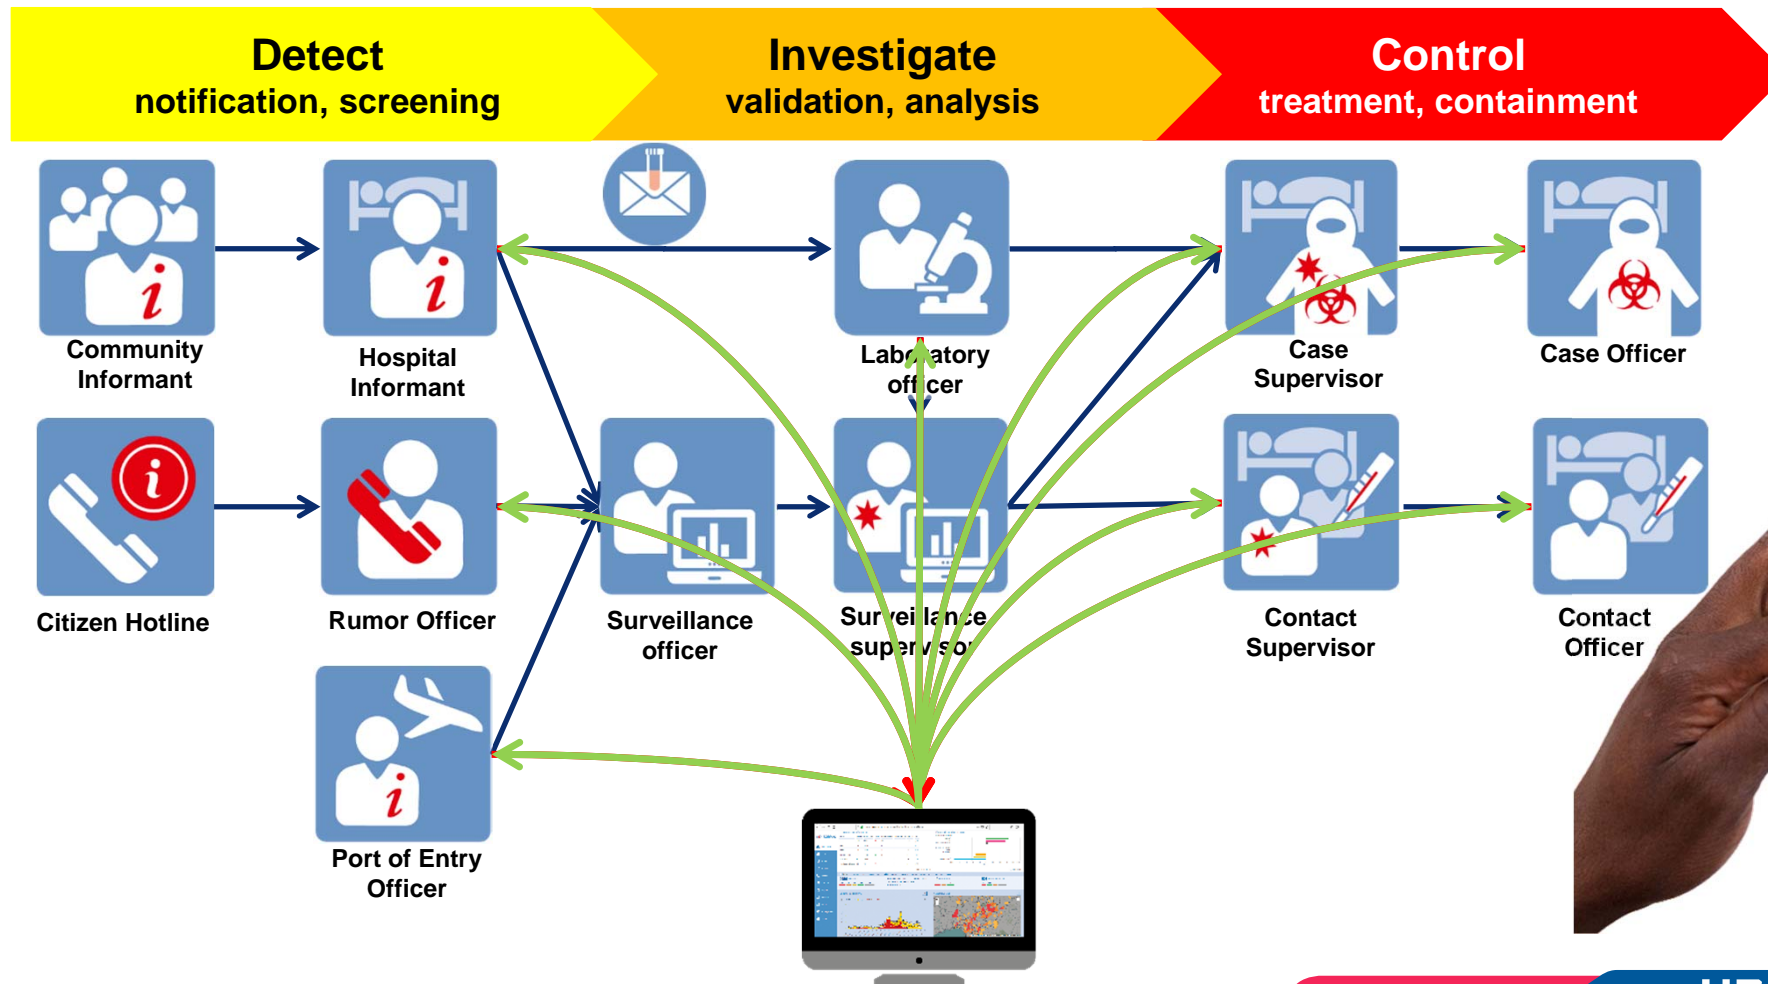 Detect
notification, screening
Investigate
validation, analysis
Control
treatment, containment
Community
Informant
Hospital
Informant
Laboratory
officer
Case
Supervisor
Case Officer
Citizen Hotline
Rumor Officer
Surveillance
officer
Surveillance
supervisor
Contact
Supervisor
Contact
Officer
Port of Entry
Officer